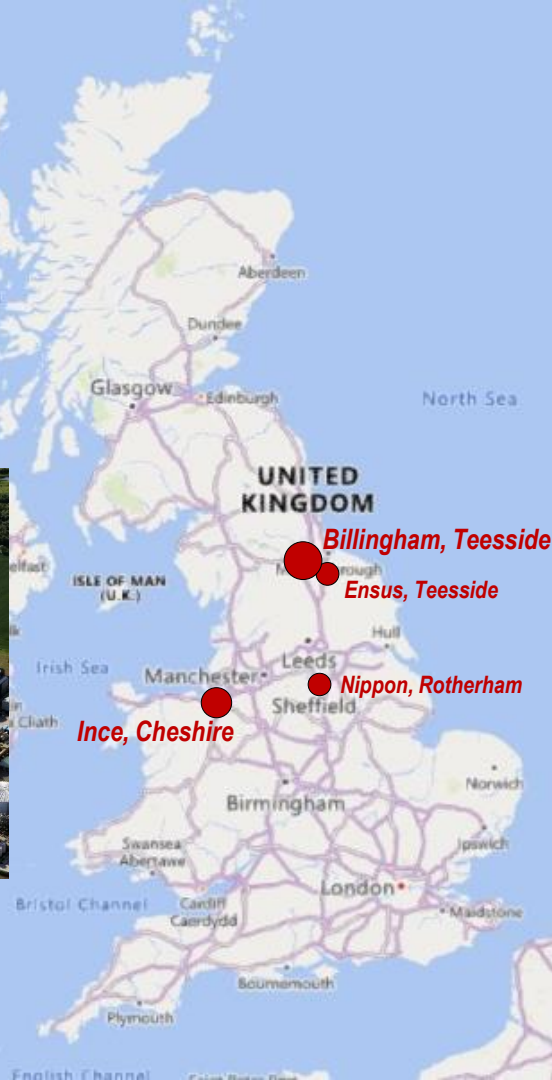 Aberdeen
Dundee
Glasgow
Edinburgh
North Sea
UNITED
KINGDOM
Billingham, Teesside
Ensus, Teesside
ISLE OF MAN
(U.K.)
Hull
Irish Sea
Leeds
Manchester
Nippon, Rotherham
Sheffield
Cliath
Ince, Cheshire
Norwich
Birmingham
Swansea
Abertawe
Ipswich
London
Bristol Channel
Cardiff
Caerdydd
Maidstone
Bournemouth
Plymouth
English Channel